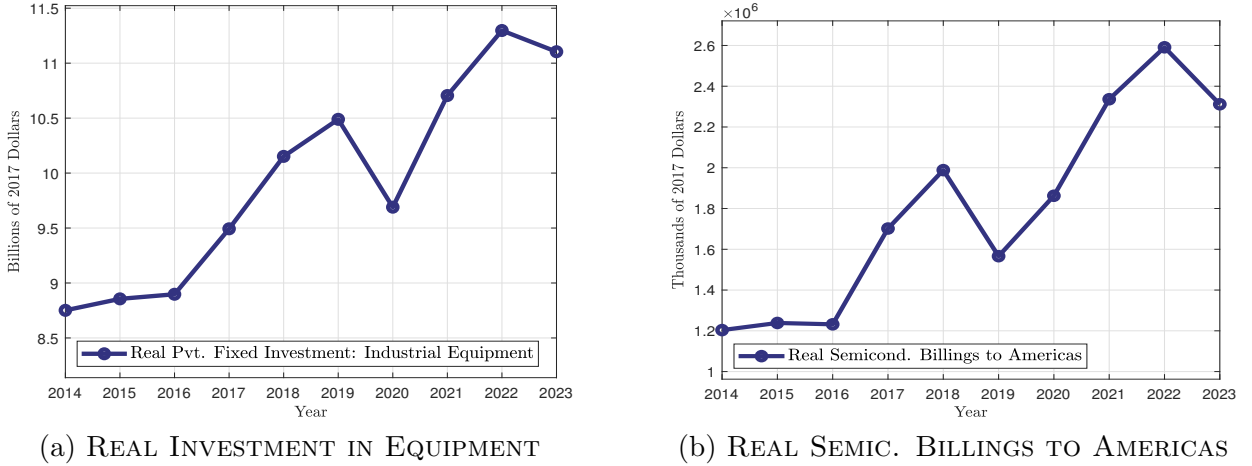 11.5
11
10.5
10
9.5
9
8.5
Billions of 2017 Dollars
Real Pvt. Fixed Investment: Industrial Equipment
2014 2015 2016 2017 2018 2019 2020 2021 2022 2023
Year
(a) Real Investment in Equipment
×10⁶
2.6
2.4
2.2
2
1.8
1.6
1.4
1.2
1
Thousands of 2017 Dollars
Real Semicond. Billings to Americas
2014 2015 2016 2017 2018 2019 2020 2021 2022 2023
Year
(b) Real Semic. Billings to Americas